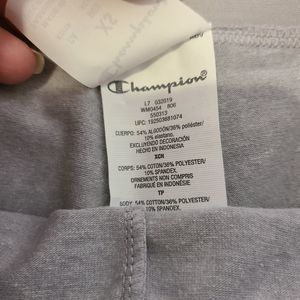 Champion
L7 032019
WM0454 806
550313
UPC: 192503681074
CUERPO: 54% ALGODÓN/36% poliéster/
10% elastano.
EXCLUYENDO DECORACIÓN
HECHO EN INDONESIA
XCH
CORPS: 54% COTON/36% POLYESTER/
10% SPANDEX.
ORNEMENTS NON COMPRIS
FABRIQUÉ EN INDONÉSIE
TP
BODY: 54% COTTON/36% POLYESTER/
10% SPANDEX.